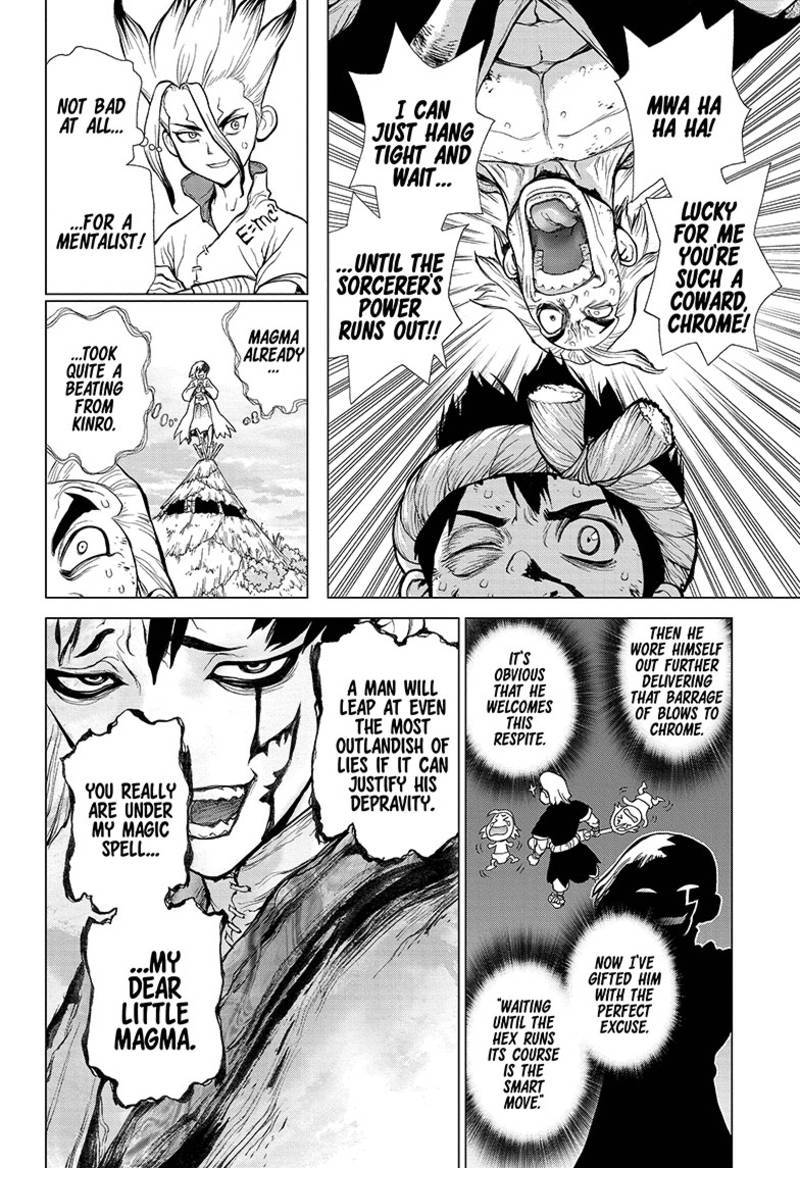 MWA HA
HA HA!
LUCKY
FOR ME
YOU'RE
SUCH A
COWARD,
CHROME!
I CAN
JUST HANG
TIGHT AND
WAIT...
...UNTIL THE
SORCERER'S
POWER
RUNS OUT!!
NOT BAD
AT ALL...
...FOR A
MENTALIST!
E=mc²
MAGMA
ALREADY
...
...TOOK
QUITE A
BEATING
FROM
KINRO.
THEN HE
WORE HIMSELF
OUT FURTHER
DELIVERING
THAT BARRAGE
OF BLOWS TO
CHROME.
IT'S
OBVIOUS
THAT HE
WELCOMES
THIS
RESPITE.
NOW I'VE
GIFTED HIM
WITH THE
PERFECT
EXCUSE.
"WAITING
UNTIL THE
HEX RUNS
ITS COURSE
IS THE
SMART
MOVE."
A MAN WILL
LEAP AT EVEN
THE MOST
OUTLANDISH OF
LIES IF IT CAN
JUSTIFY HIS
DEPRAVITY.
YOU REALLY
ARE UNDER
MY MAGIC
SPELL...
...MY
DEAR
LITTLE
MAGMA.